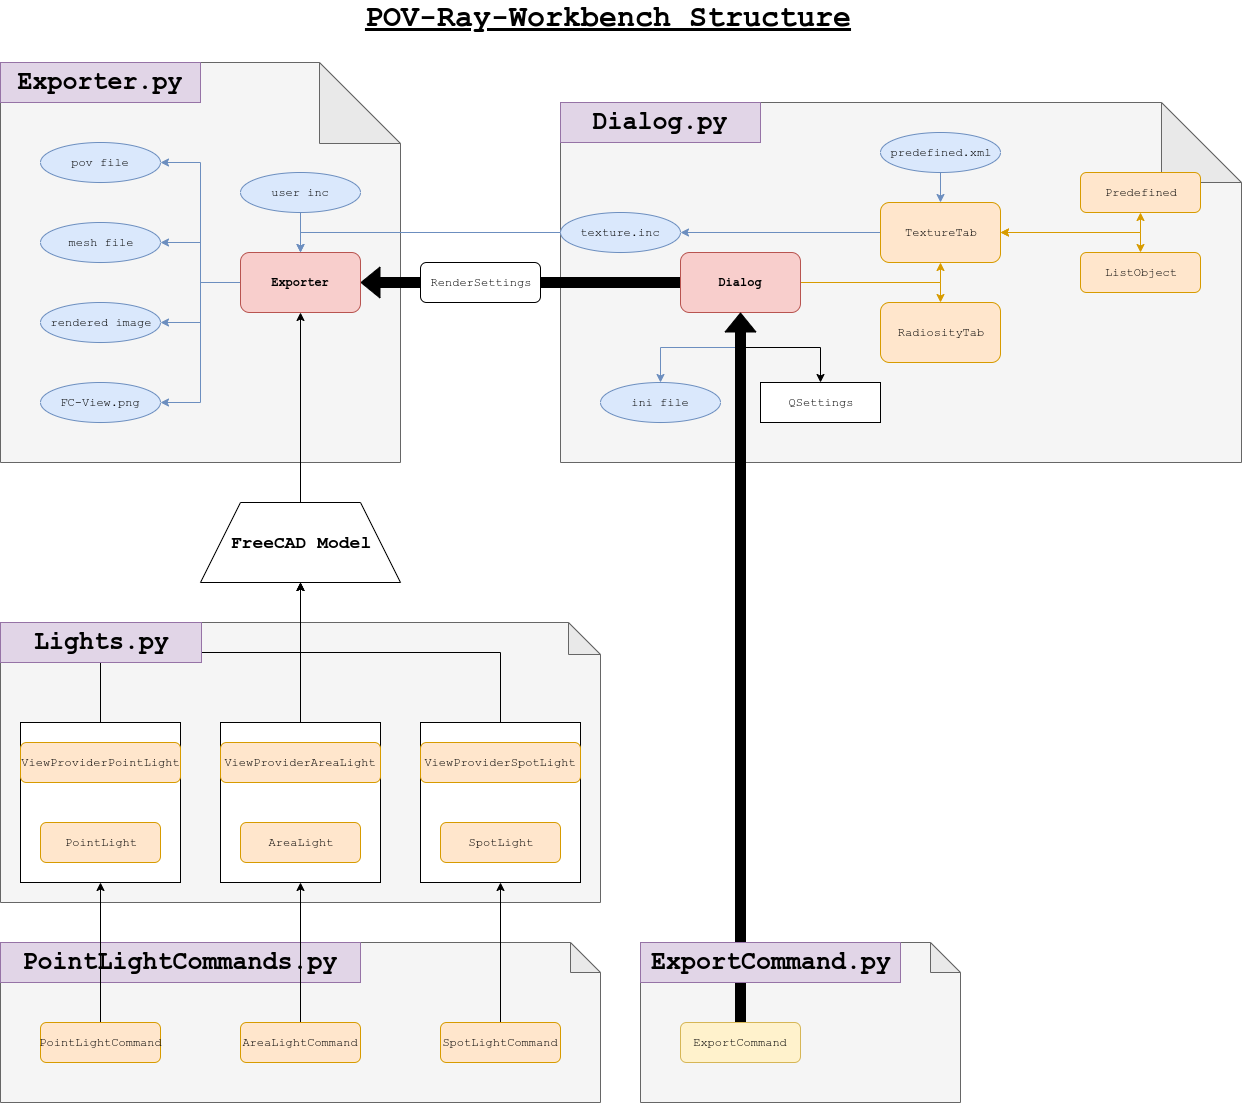 POV-Ray-Workbench Structure
Exporter.py
pov file
mesh file
rendered image
FC-View.png
user inc
Exporter
Dialog.py
predefined.xml
texture.inc
TextureTab
Predefined
ListObject
RenderSettings
Dialog
RadiosityTab
ini file
QSettings
FreeCAD Model
Lights.py
ViewProviderPointLight
ViewProviderAreaLight
ViewProviderSpotLight
PointLight
AreaLight
SpotLight
PointLightCommands.py
PointLightCommand
AreaLightCommand
SpotLightCommand
ExportCommand.py
ExportCommand